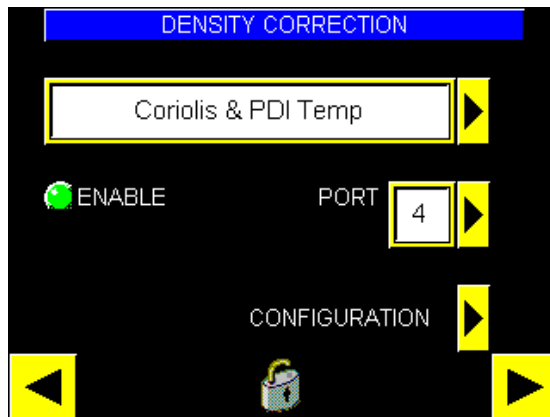 DENSITY CORRECTION
Coriolis & PDI Temp
ENABLE PORT 4
CONFIGURATION